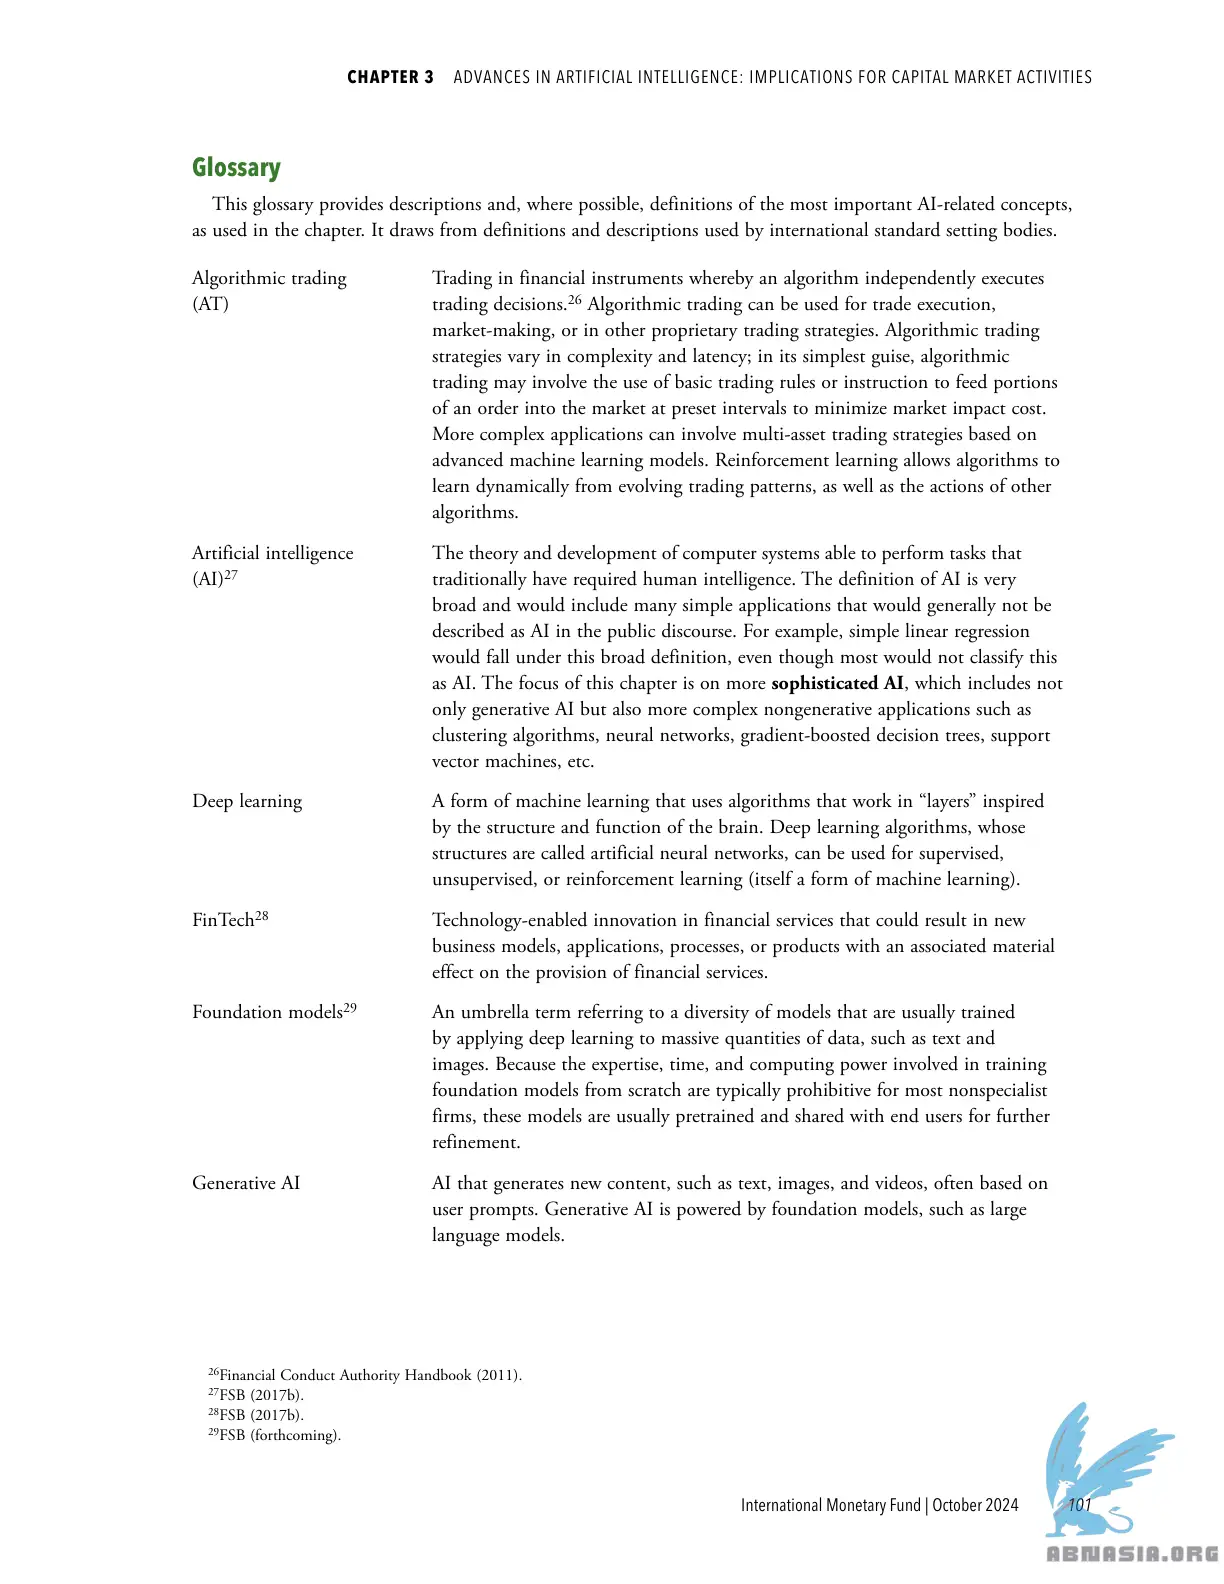 CHAPTER 3 ADVANCES IN ARTIFICIAL INTELLIGENCE: IMPLICATIONS FOR CAPITAL MARKET ACTIVITIES
Glossary
This glossary provides descriptions and, where possible, definitions of the most important AI-related concepts,
as used in the chapter. It draws from definitions and descriptions used by international standard setting bodies.
Algorithmic trading
(AT)
Trading in financial instruments whereby an algorithm independently executes
trading decisions.26 Algorithmic trading can be used for trade execution,
market-making, or in other proprietary trading strategies. Algorithmic trading
strategies vary in complexity and latency; in its simplest guise, algorithmic
trading may involve the use of basic trading rules or instruction to feed portions
of an order into the market at preset intervals to minimize market impact cost.
More complex applications can involve multi-asset trading strategies based on
advanced machine learning models. Reinforcement learning allows algorithms to
learn dynamically from evolving trading patterns, as well as the actions of other
algorithms.
Artificial intelligence
(AI)27
The theory and development of computer systems able to perform tasks that
traditionally have required human intelligence. The definition of AI is very
broad and would include many simple applications that would generally not be
described as AI in the public discourse. For example, simple linear regression
would fall under this broad definition, even though most would not classify this
as AI. The focus of this chapter is on more sophisticated AI, which includes not
only generative AI but also more complex nongenerative applications such as
clustering algorithms, neural networks, gradient-boosted decision trees, support
vector machines, etc.
Deep learning
A form of machine learning that uses algorithms that work in “layers” inspired
by the structure and function of the brain. Deep learning algorithms, whose
structures are called artificial neural networks, can be used for supervised,
unsupervised, or reinforcement learning (itself a form of machine learning).
FinTech28
Technology-enabled innovation in financial services that could result in new
business models, applications, processes, or products with an associated material
effect on the provision of financial services.
Foundation models29
An umbrella term referring to a diversity of models that are usually trained
by applying deep learning to massive quantities of data, such as text and
images. Because the expertise, time, and computing power involved in training
foundation models from scratch are typically prohibitive for most nonspecialist
firms, these models are usually pretrained and shared with end users for further
refinement.
Generative AI
AI that generates new content, such as text, images, and videos, often based on
user prompts. Generative AI is powered by foundation models, such as large
language models.
26Financial Conduct Authority Handbook (2011).
27FSB (2017b).
28FSB (2017b).
29FSB (forthcoming).
International Monetary Fund | October 2024 101
ABNASIA.ORG